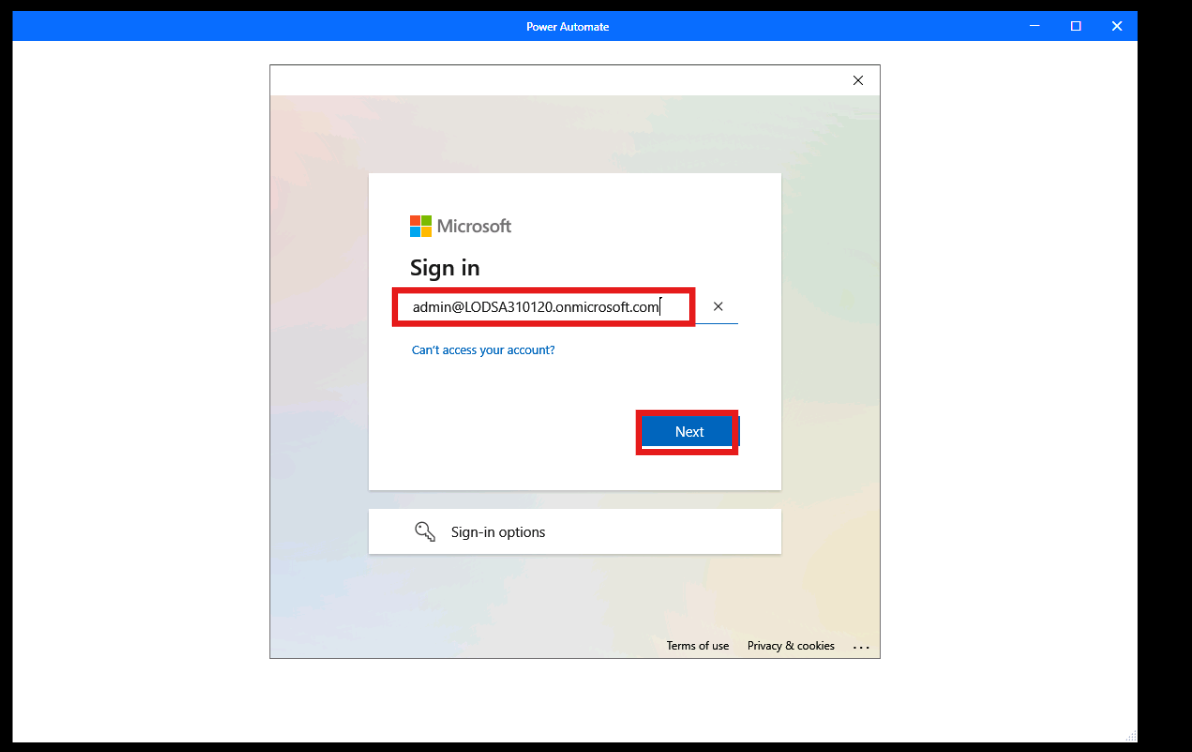 Power Automate
Microsoft
Sign in
admin@LODSA310120.onmicrosoft.com
Can't access your account?
Next
Sign-in options
Terms of use Privacy & cookies ...